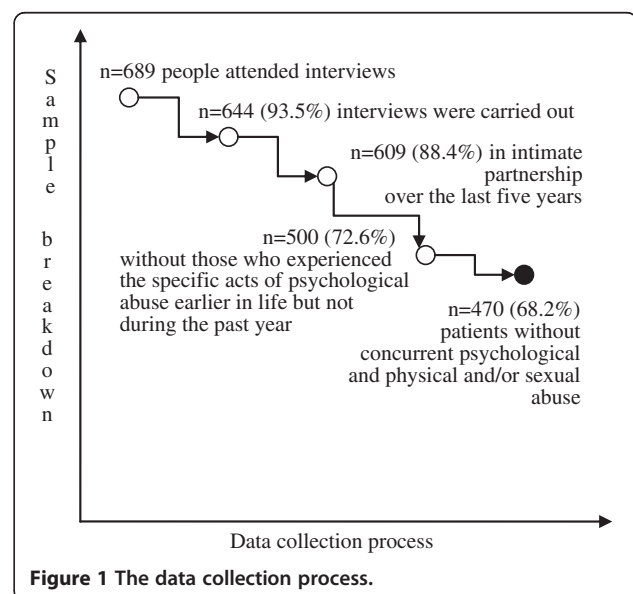 n=689 people attended interviews
n=644 (93.5%) interviews were carried out
n=609 (88.4%) in intimate
partnership
over the last five years
n=500 (72.6%)
without those who experienced
the specific acts of psychological
abuse earlier in life but not
during the past year
n=470 (68.2%)
patients without
concurrent psychological
and physical and/or sexual
abuse
Sample breakdown
Data collection process
Figure 1 The data collection process.